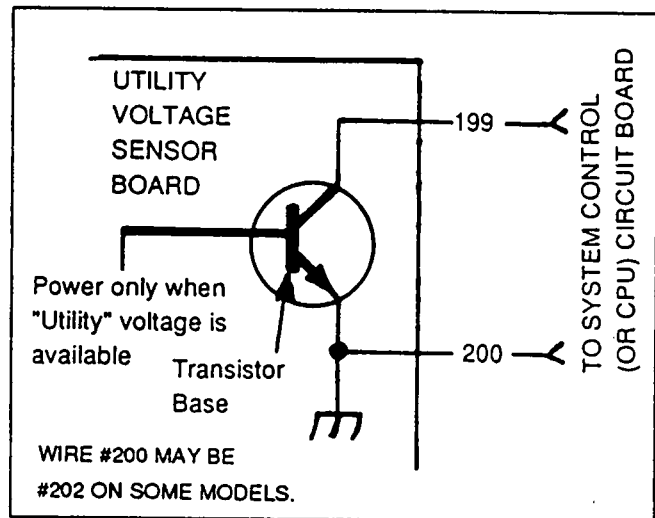 UTILITY
VOLTAGE
SENSOR
BOARD
199
TO SYSTEM CONTROL
(OR CPU) CIRCUIT BOARD
Power only when
"Utility" voltage is
available
Transistor
Base
200
WIRE #200 MAY BE
#202 ON SOME MODELS.